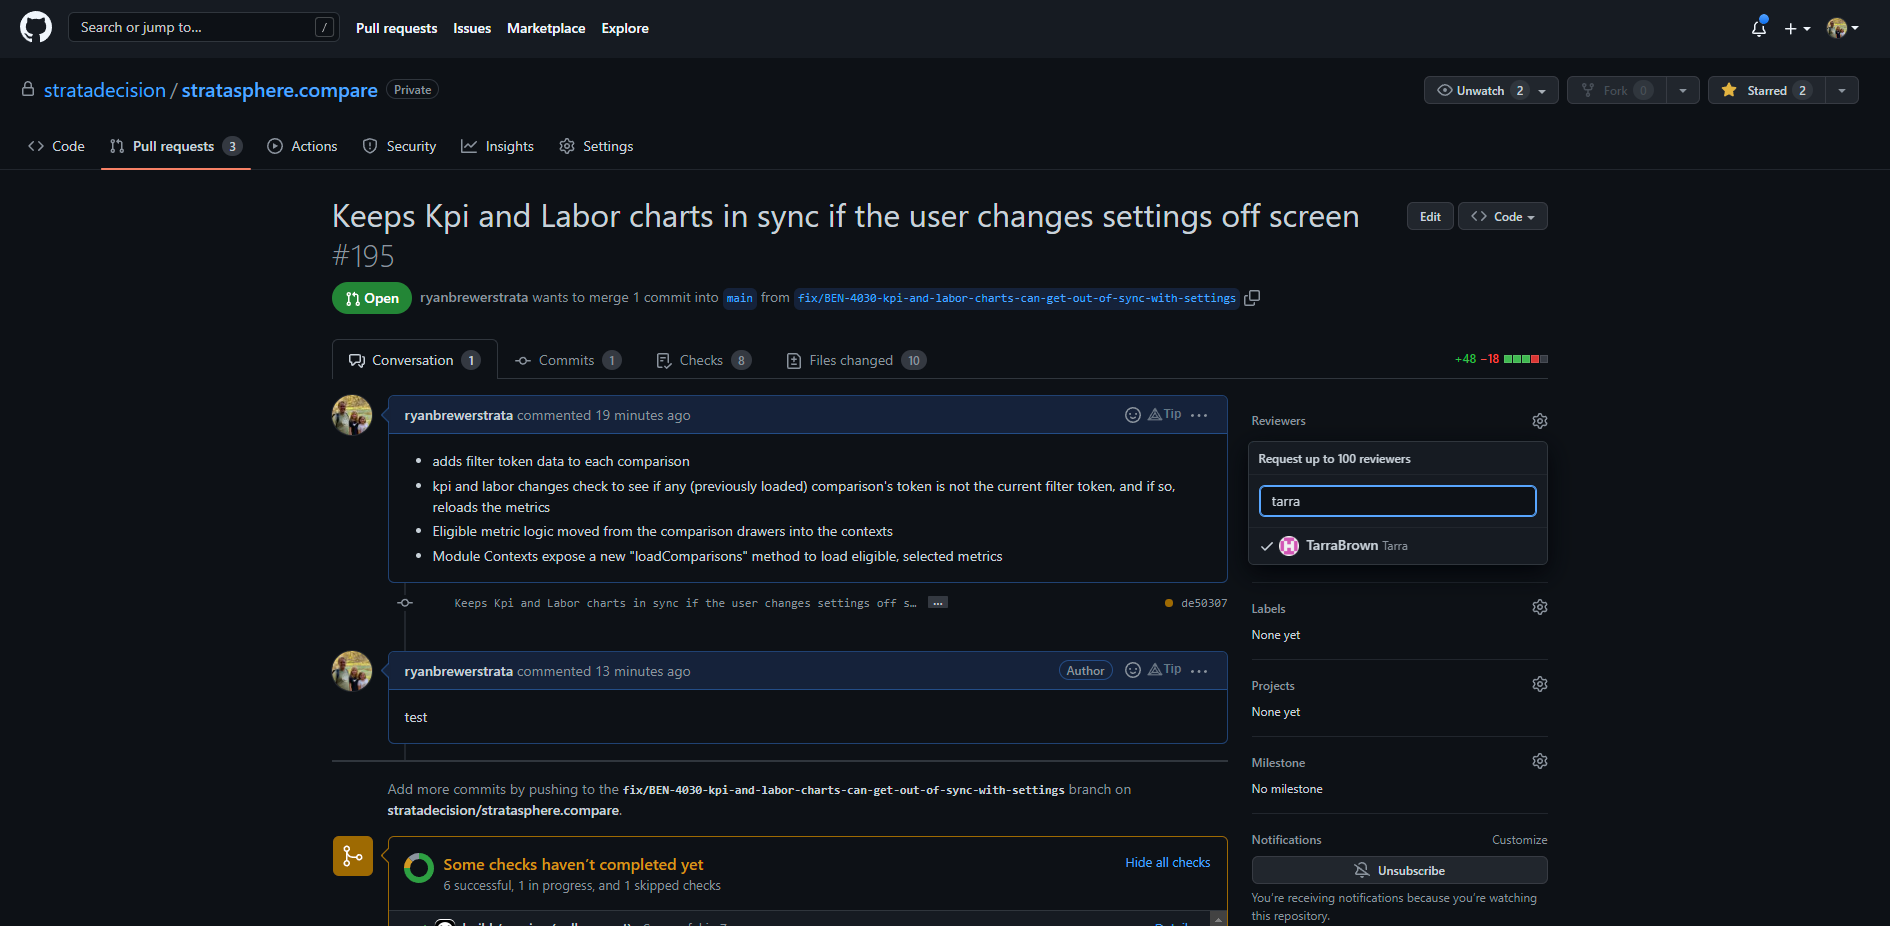 Search or jump to... /
Pull requests Issues Marketplace Explore
stratadecision / stratasphere.compare Private
Unwatch 2 Fork 0 Starred 2
Code Pull requests 3 Actions Security Insights Settings
Keeps Kpi and Labor charts in sync if the user changes settings off screen
#195
Edit Code
Open ryanbrewerstrata wants to merge 1 commit into main from fix/BEN-4030-kpi-and-labor-charts-can-get-out-of-sync-with-settings
Conversation 1 Commits 1 Checks 8 Files changed 10
+48 −18
ryanbrewerstrata commented 19 minutes ago Tip ...
adds filter token data to each comparison
kpi and labor changes check to see if any (previously loaded) comparison's token is not the current filter token, and if so,
reloads the metrics
Eligible metric logic moved from the comparison drawers into the contexts
Module Contexts expose a new "loadComparisons" method to load eligible, selected metrics
Keeps Kpi and Labor charts in sync if the user changes settings off s… ... de50307
ryanbrewerstrata commented 13 minutes ago Author Tip ...
test
Add more commits by pushing to the fix/BEN-4030-kpi-and-labor-charts-can-get-out-of-sync-with-settings branch on
stratadecision/stratasphere.compare.
Some checks haven't completed yet Hide all checks
6 successful, 1 in progress, and 1 skipped checks
Reviewers
Request up to 100 reviewers
tarra
TarraBrown Tarra
Labels
None yet
Projects
None yet
Milestone
No milestone
Notifications Customize
Unsubscribe
You're receiving notifications because you're watching
this repository.